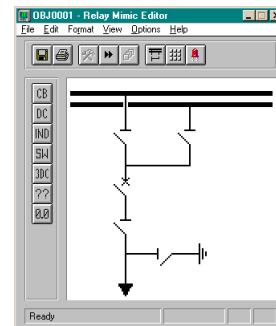 OBJ0001 - Relay Mimic Editor
File Edit Format View Options Help
CB
DC
IND
SW
3DC
??
0.0
Ready